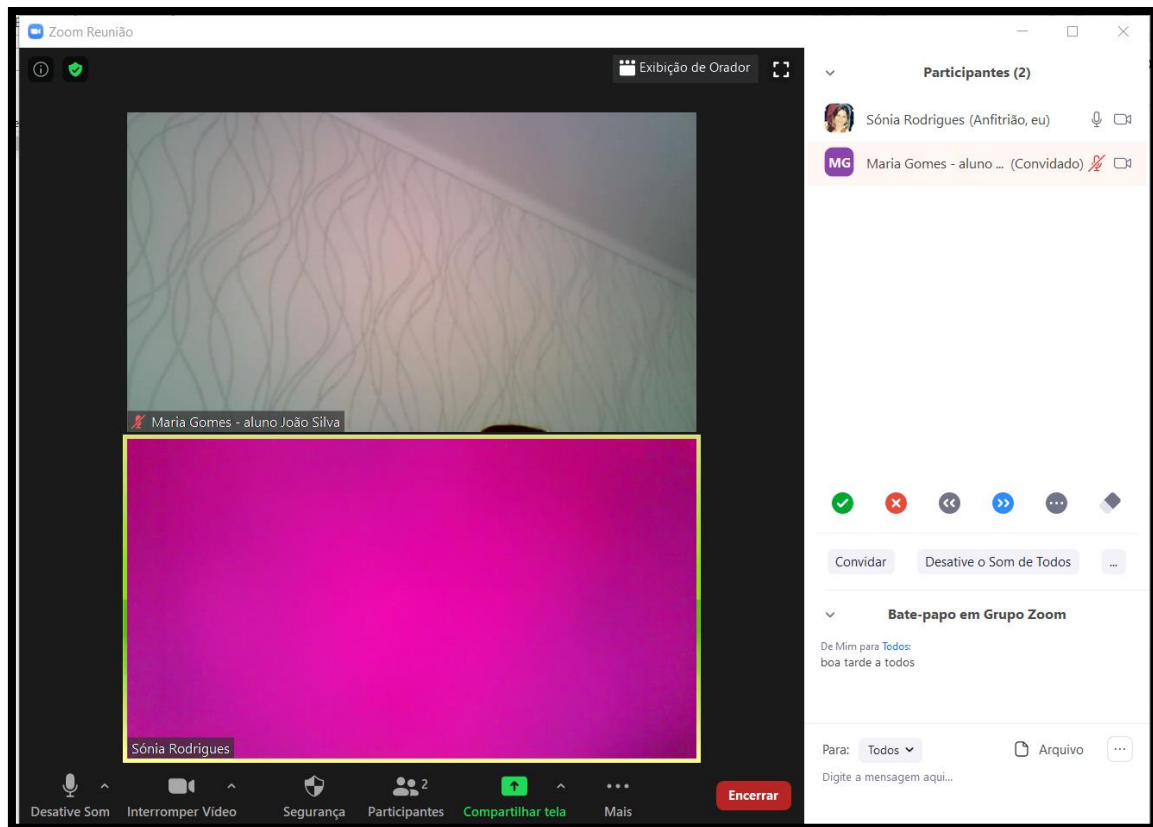 Zoom Reunião
Exibição de Orador
Maria Gomes - aluno João Silva
Sónia Rodrigues
Desative Som
Interromper Vídeo
Segurança
2
Participantes
Compartilhar tela
Mais
Encerrar
Participantes (2)
Sónia Rodrigues (Anfitrião, eu)
MG Maria Gomes - aluno ... (Convidado)
Convidar
Desative o Som de Todos
...
Bate-papo em Grupo Zoom
De Mim para Todos:
boa tarde a todos
Para: Todos
Arquivo
Digite a mensagem aqui...